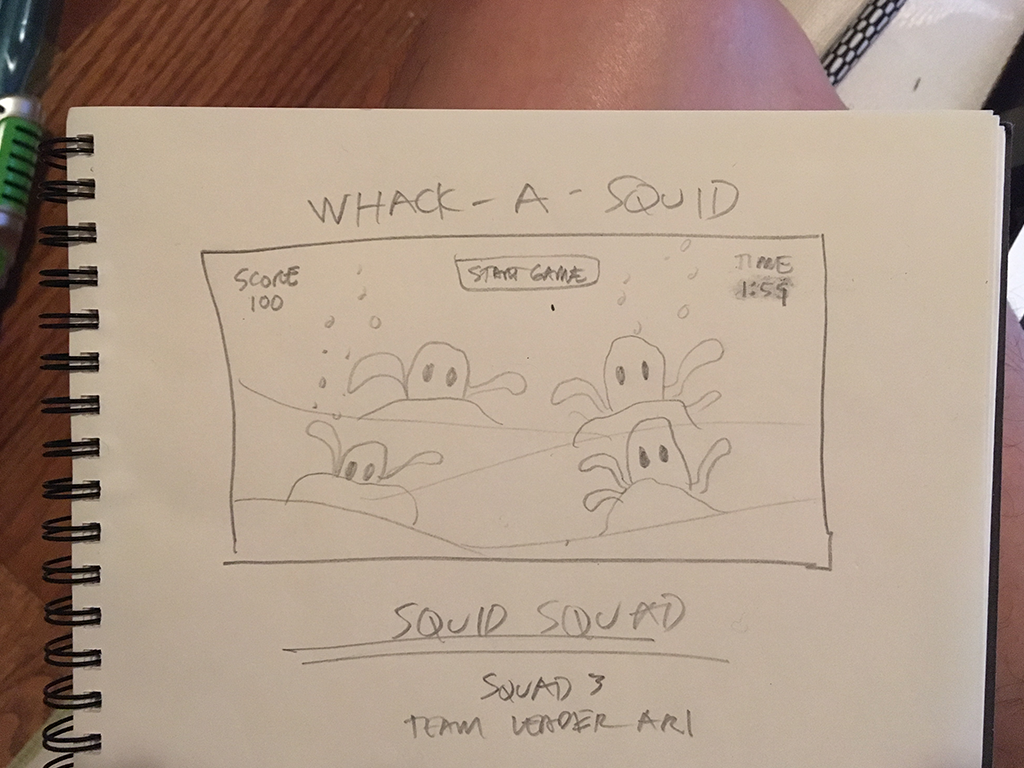 WHACK-A-SQUID
SCORE
100
START GAME
TIME
1:59
SQUID SQUAD
SQUAD 3
TEAM LEADER ARI